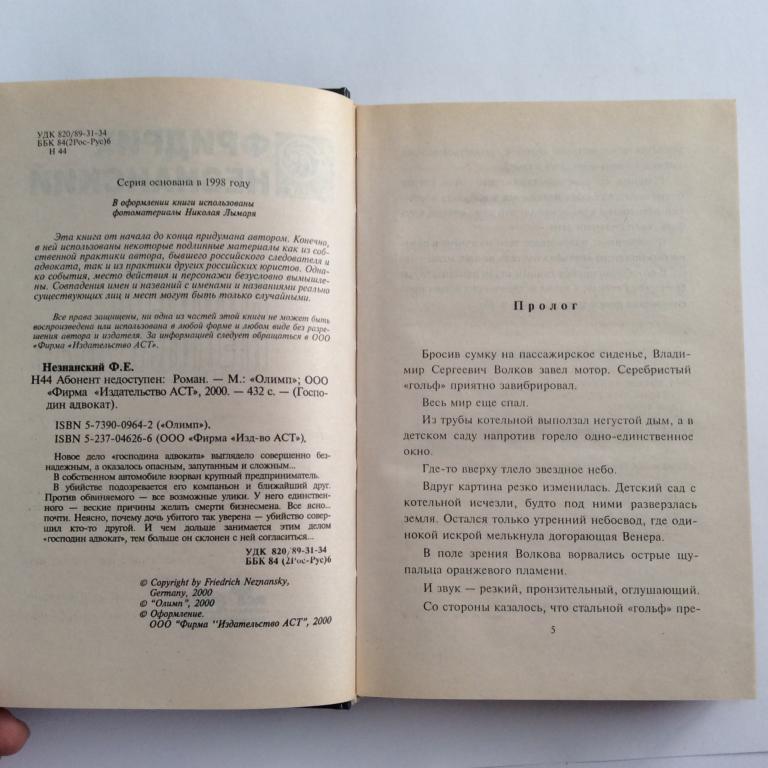 УДК 820/89-31-34
ББК 84(2Рос-Рус)6
Н 44
Серия основана в 1998 году
В оформлении книги использованы
фотоматериалы Николая Лымаря
Эта книга от начала до конца придумана автором. Конечно,
в ней использованы некоторые подлинные материалы как из соб-
ственной практики автора, бывшего российского следователя и
адвоката, так и из практики других российских юристов. Одна-
ко события, место действия и персонажи безусловно вымышле-
ны. Совпадения имен и названий с именами и названиями реально
существующих лиц и мест могут быть только случайными.
Все права защищены, ни одна из частей этой книги не может быть
воспроизведена или использована в любой форме и любом виде без разре-
шения автора и издателя. За информацией следует обращаться в ООО
«Фирма «Издательство АСТ».
Незнанский Ф.Е.
Н44 Абонент недоступен: Роман. — М.: «Олимп»; ООО
«Фирма «Издательство АСТ», 2000. — 432 с. — (Госпо-
дин адвокат).
ISBN 5-7390-0964-2 («Олимп»).
ISBN 5-237-04626-6 (ООО «Фирма «Изд-во АСТ»),
Новое дело «господина адвоката» выглядело совершенно без-
надежным, а оказалось опасным, запутанным и сложным...
В собственном автомобиле взорван крупный предприниматель.
В убийстве подозревается его компаньон и ближайший друг.
Против обвиняемого — все возможные улики. У него единствен-
ного — веские причины желать смерти бизнесмена. Все ясно...
почти. Неясно, почему дочь убитого так уверена — убийство совер-
шил кто-то другой. И чем дольше занимается этим делом
«господин адвокат», тем больше он склонен с ней согласиться...
УДК 820/89-31-34
ББК 84 (2Рос-Рус)6
© Copyright by Friedrich Neznansky,
Germany, 2000
© "Олимп", 2000
© Оформление.
ООО "Фирма "Издательство АСТ", 2000
Пролог
Бросив сумку на пассажирское сиденье, Влади-
мир Сергеевич Волков завел мотор. Серебристый
«гольф» приятно завибрировал.
Весь мир еще спал.
Из трубы котельной выползал негустой дым, а в
детском саду напротив горело одно-единственное
окно.
Где-то вверху тлело звездное небо.
Вдруг картина резко изменилась. Детский сад с
котельной исчезли, будто под ними разверзлась
земля. Остался только утренний небосвод, где оди-
нокой искрой мелькнула догорающая Венера.
В поле зрения Волкова ворвались острые щу-
пальца оранжевого пламени.
И звук — резкий, пронзительный, оглушающий.
Со стороны казалось, что стальной «гольф» пре-
5